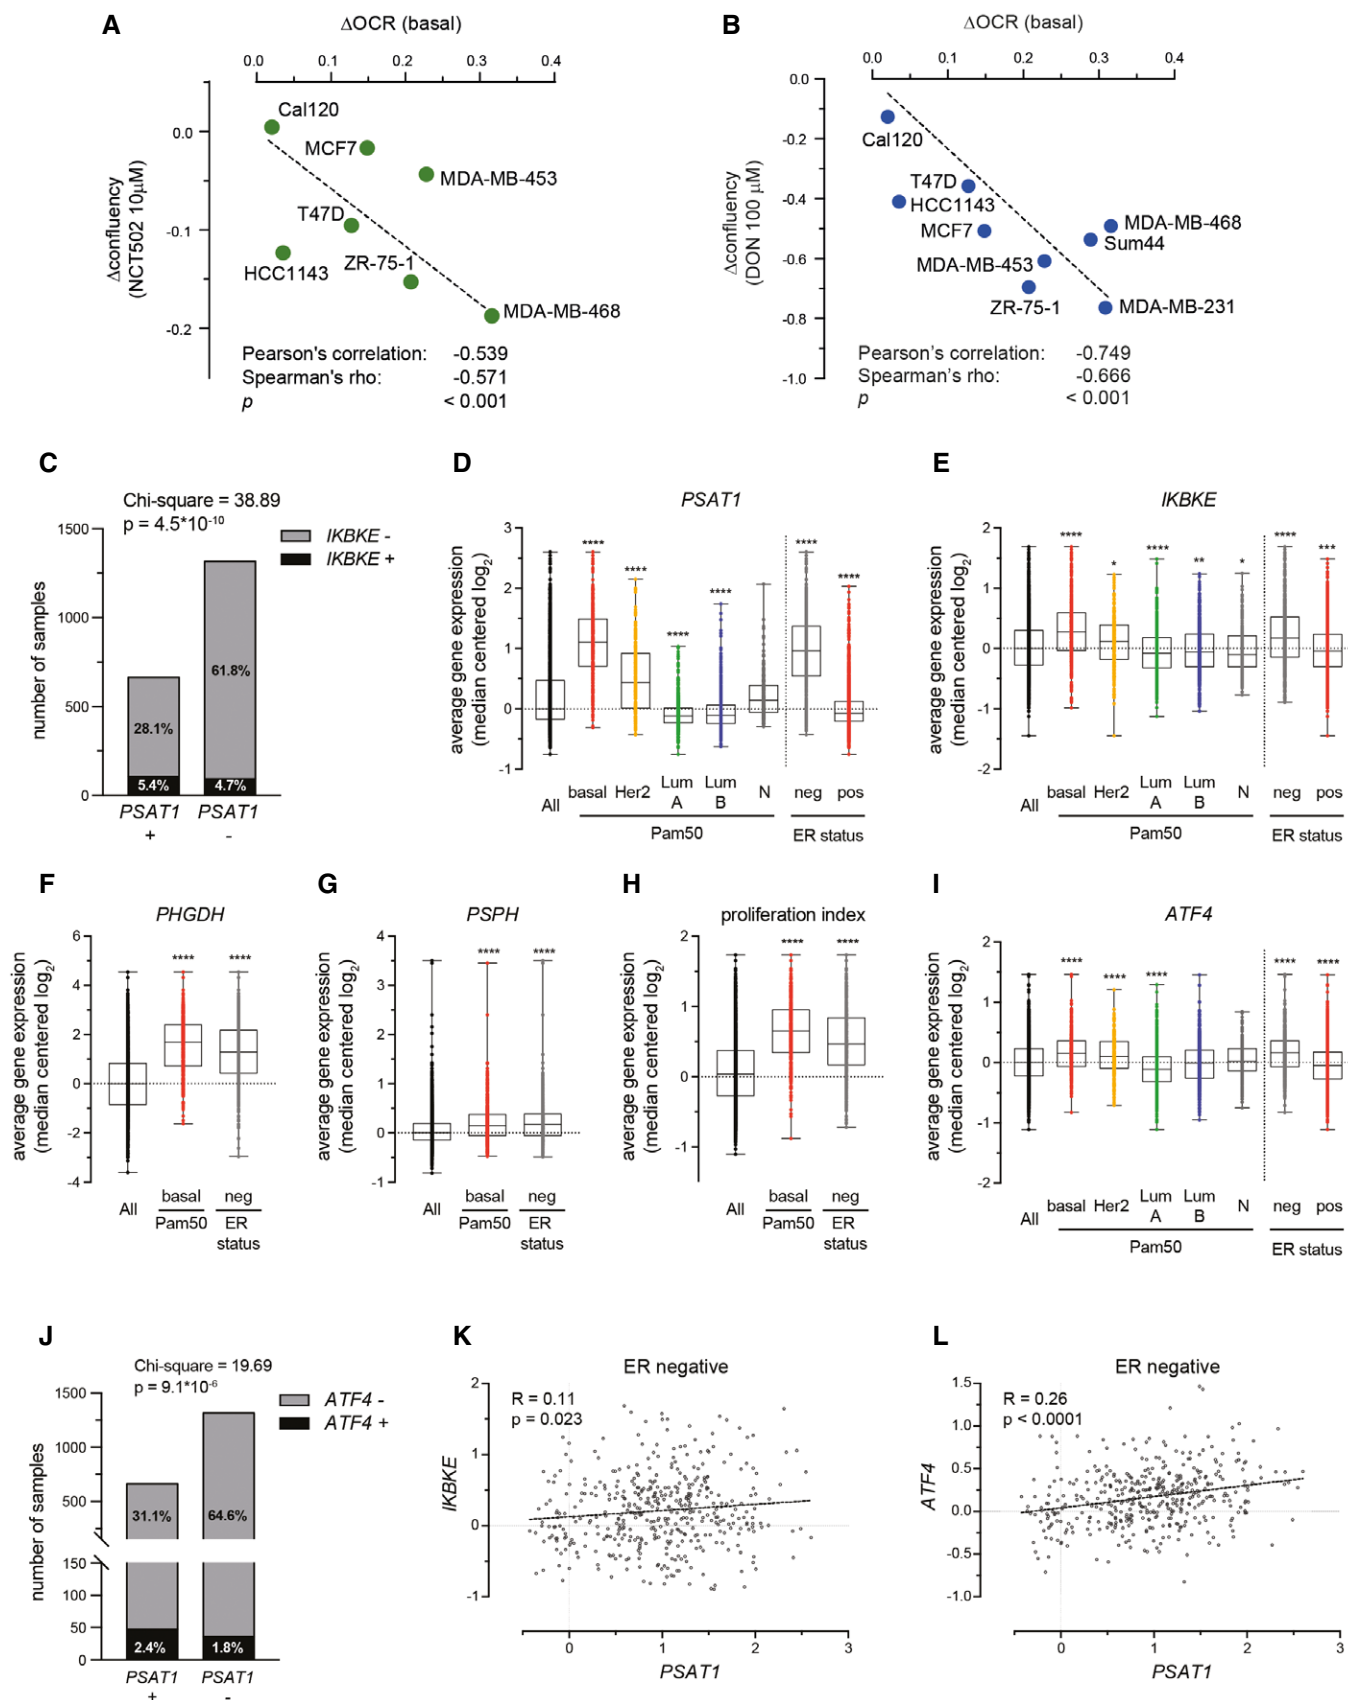 A
ΔOCR (basal)
0.0 0.1 0.2 0.3 0.4
0.0
-0.1
-0.2
Δconfluency
(NCT502 10µM)
Cal120
MCF7
MDA-MB-453
T47D
HCC1143
ZR-75-1
MDA-MB-468
Pearson's correlation: -0.539
Spearman's rho: -0.571
p < 0.001
B
ΔOCR (basal)
0.0 0.1 0.2 0.3 0.4
0.0
-0.2
-0.4
-0.6
-0.8
-1.0
Δconfluency
(DON 100 µM)
Cal120
T47D
HCC1143
MCF7
MDA-MB-468
Sum44
MDA-MB-453
ZR-75-1
MDA-MB-231
Pearson's correlation: -0.749
Spearman's rho: -0.666
p < 0.001
C
Chi-square = 38.89
p = 4.5*10-10
IKBKE -
IKBKE +
number of samples
1500
1000
500
0
28.1%
5.4%
61.8%
4.7%
PSAT1 PSAT1
+ -
D
PSAT1
average gene expression
(median centered log2)
3
2
1
0
-1
**** **** **** **** **** ****
All basal Her2 Lum A Lum B N neg pos
Pam50 ER status
E
IKBKE
average gene expression
(median centered log2)
2
1
0
-1
-2
**** * **** ** * **** ***
All basal Her2 Lum A Lum B N neg pos
Pam50 ER status
F
PHGDH
average gene expression
(median centered log2)
6
4
2
0
-2
-4
**** ****
All basal neg
Pam50 ER status
G
PSPH
average gene expression
(median centered log2)
4
3
2
1
0
-1
**** ****
All basal neg
Pam50 ER status
H
proliferation index
average gene expression
(median centered log2)
2
1
0
-1
**** ****
All basal neg
Pam50 ER status
I
ATF4
average gene expression
(median centered log2)
2
1
0
-1
-2
**** **** **** **** ****
All basal Her2 Lum A Lum B N neg pos
Pam50 ER status
J
Chi-square = 19.69
p = 9.1*10-6
ATF4 -
ATF4 +
number of samples
1500
1000
500
150
100
50
0
31.1%
64.6%
2.4%
1.8%
PSAT1 PSAT1
+ -
K
ER negative
R = 0.11
p = 0.023
IKBKE
2
1
0
-1
0 1 2 3
PSAT1
L
ER negative
R = 0.26
p < 0.0001
ATF4
1.5
1.0
0.5
0.0
-0.5
-1.0
0 1 2 3
PSAT1